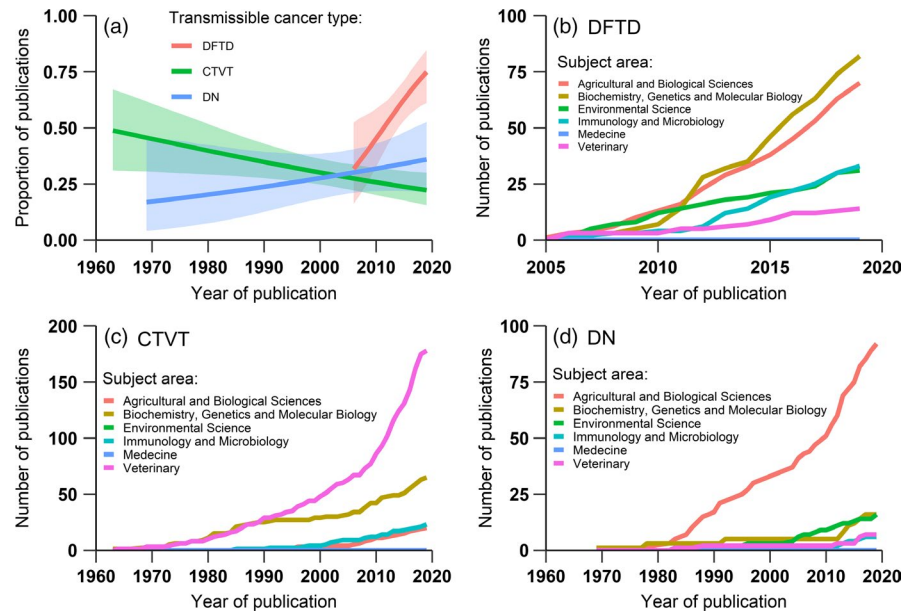 (a)
Transmissible cancer type:
DFTD
CTVT
DN
Proportion of publications
1.00
0.75
0.50
0.25
0.00
1960 1970 1980 1990 2000 2010 2020
Year of publication
(b) DFTD
Subject area:
Agricultural and Biological Sciences
Biochemistry, Genetics and Molecular Biology
Environmental Science
Immunology and Microbiology
Medecine
Veterinary
Number of publications
100
75
50
25
0
2005 2010 2015 2020
Year of publication
(c) CTVT
Subject area:
Agricultural and Biological Sciences
Biochemistry, Genetics and Molecular Biology
Environmental Science
Immunology and Microbiology
Medecine
Veterinary
Number of publications
200
150
100
50
0
1960 1970 1980 1990 2000 2010 2020
Year of publication
(d) DN
Subject area:
Agricultural and Biological Sciences
Biochemistry, Genetics and Molecular Biology
Environmental Science
Immunology and Microbiology
Medecine
Veterinary
Number of publications
100
75
50
25
0
1960 1970 1980 1990 2000 2010 2020
Year of publication